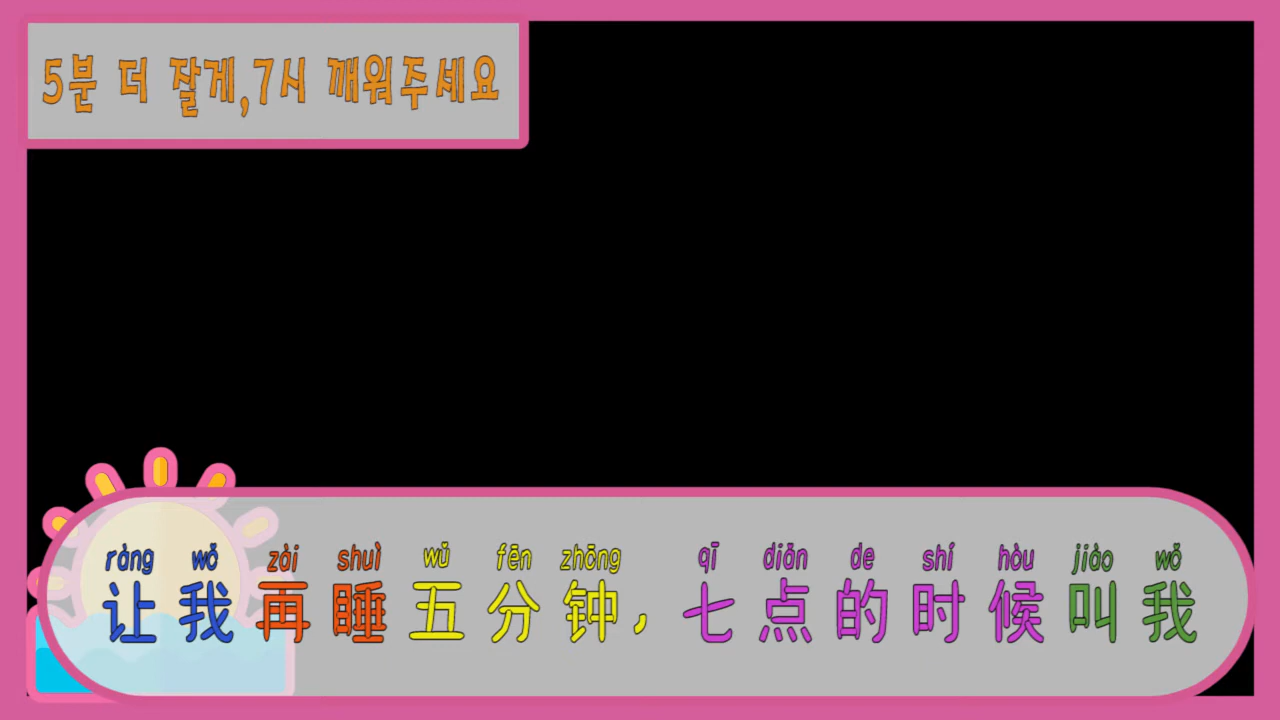 5분 더 잘게,7시 깨워주세요
ràng wǒ zài shuì wǔ fēn zhōng qī diǎn de shí hòu jiào wǒ
让我再睡五分钟，七点的时候叫我